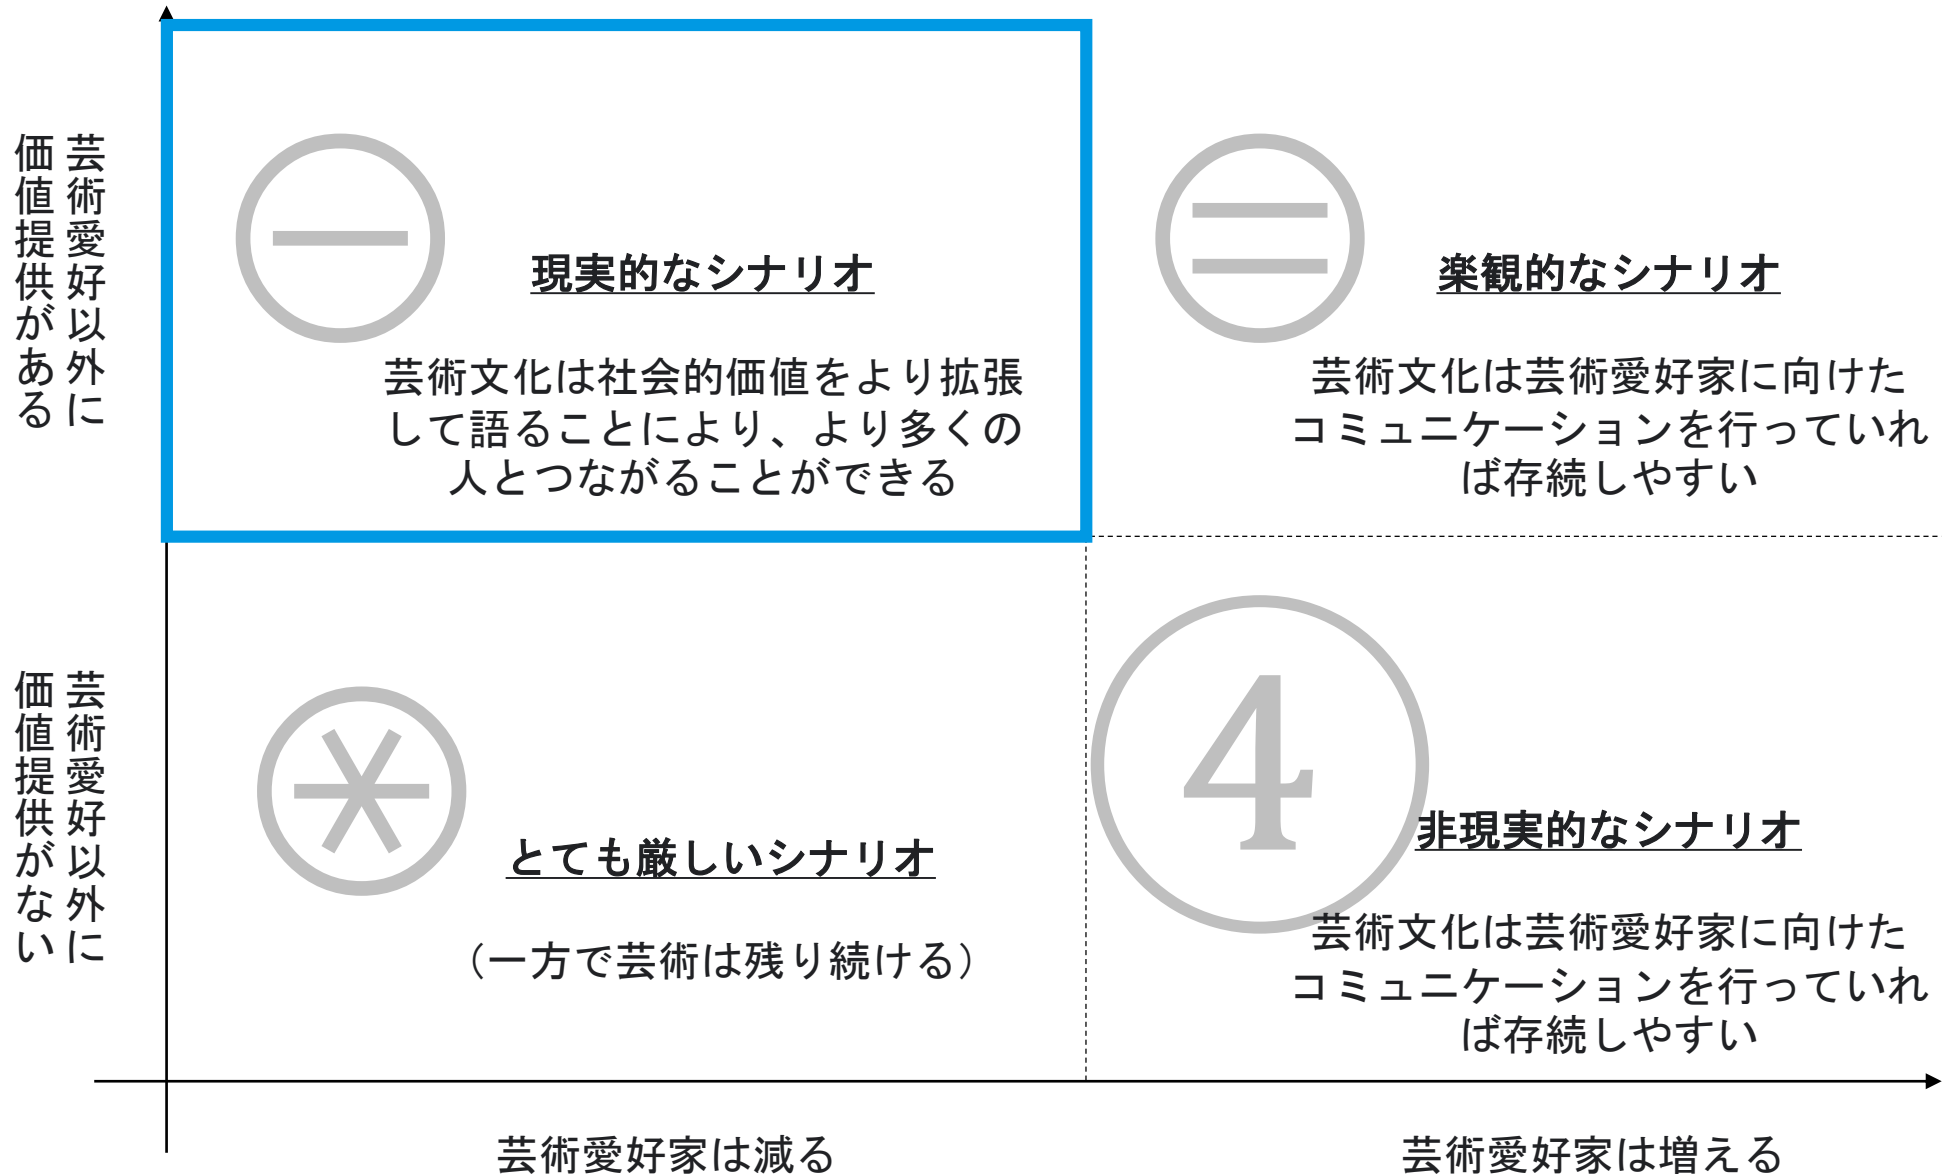 芸術愛好以外に
価値提供がある
現実的なシナリオ
芸術文化は社会的価値をより拡張
して語ることにより、より多くの
人とつながることができる
楽観的なシナリオ
芸術文化は芸術愛好家に向けた
コミュニケーションを行っていれ
ば存続しやすい
芸術愛好以外に
価値提供がない
とても厳しいシナリオ
（一方で芸術は残り続ける）
4
非現実的なシナリオ
芸術文化は芸術愛好家に向けた
コミュニケーションを行っていれ
ば存続しやすい
芸術愛好家は減る
芸術愛好家は増える